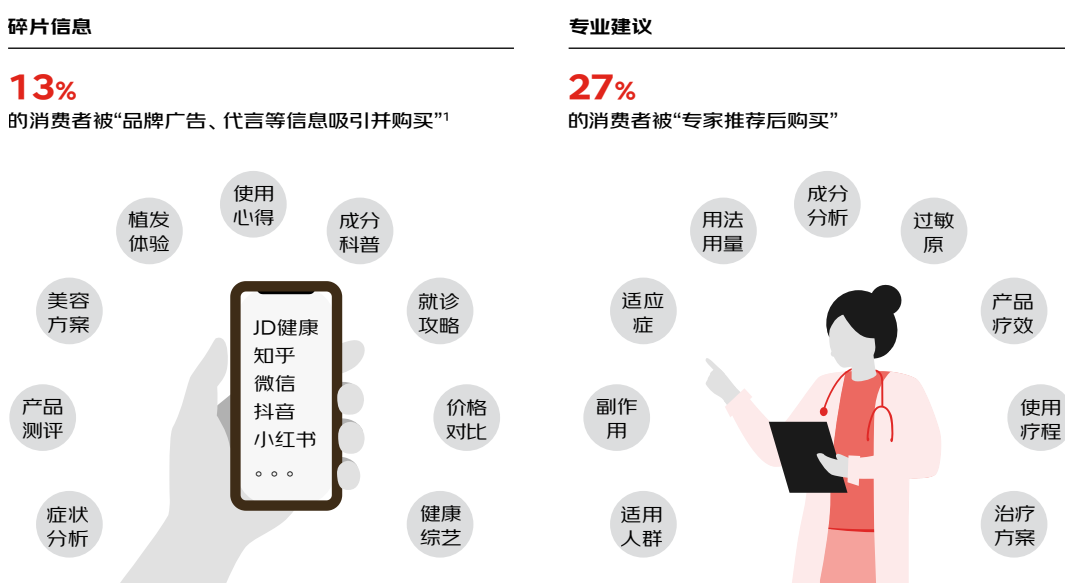 碎片信息
13%
的消费者被“品牌广告、代言等信息吸引并购买”1
使用
心得
植发
体验
成分
科普
美容
方案
就诊
攻略
产品
测评
价格
对比
症状
分析
健康
综艺
JD健康
知乎
微信
抖音
小红书
。。。
专业建议
27%
的消费者被“专家推荐后购买”
成分
分析
用法
用量
过敏
原
适应
症
产品
疗效
副作
用
使用
疗程
适用
人群
治疗
方案